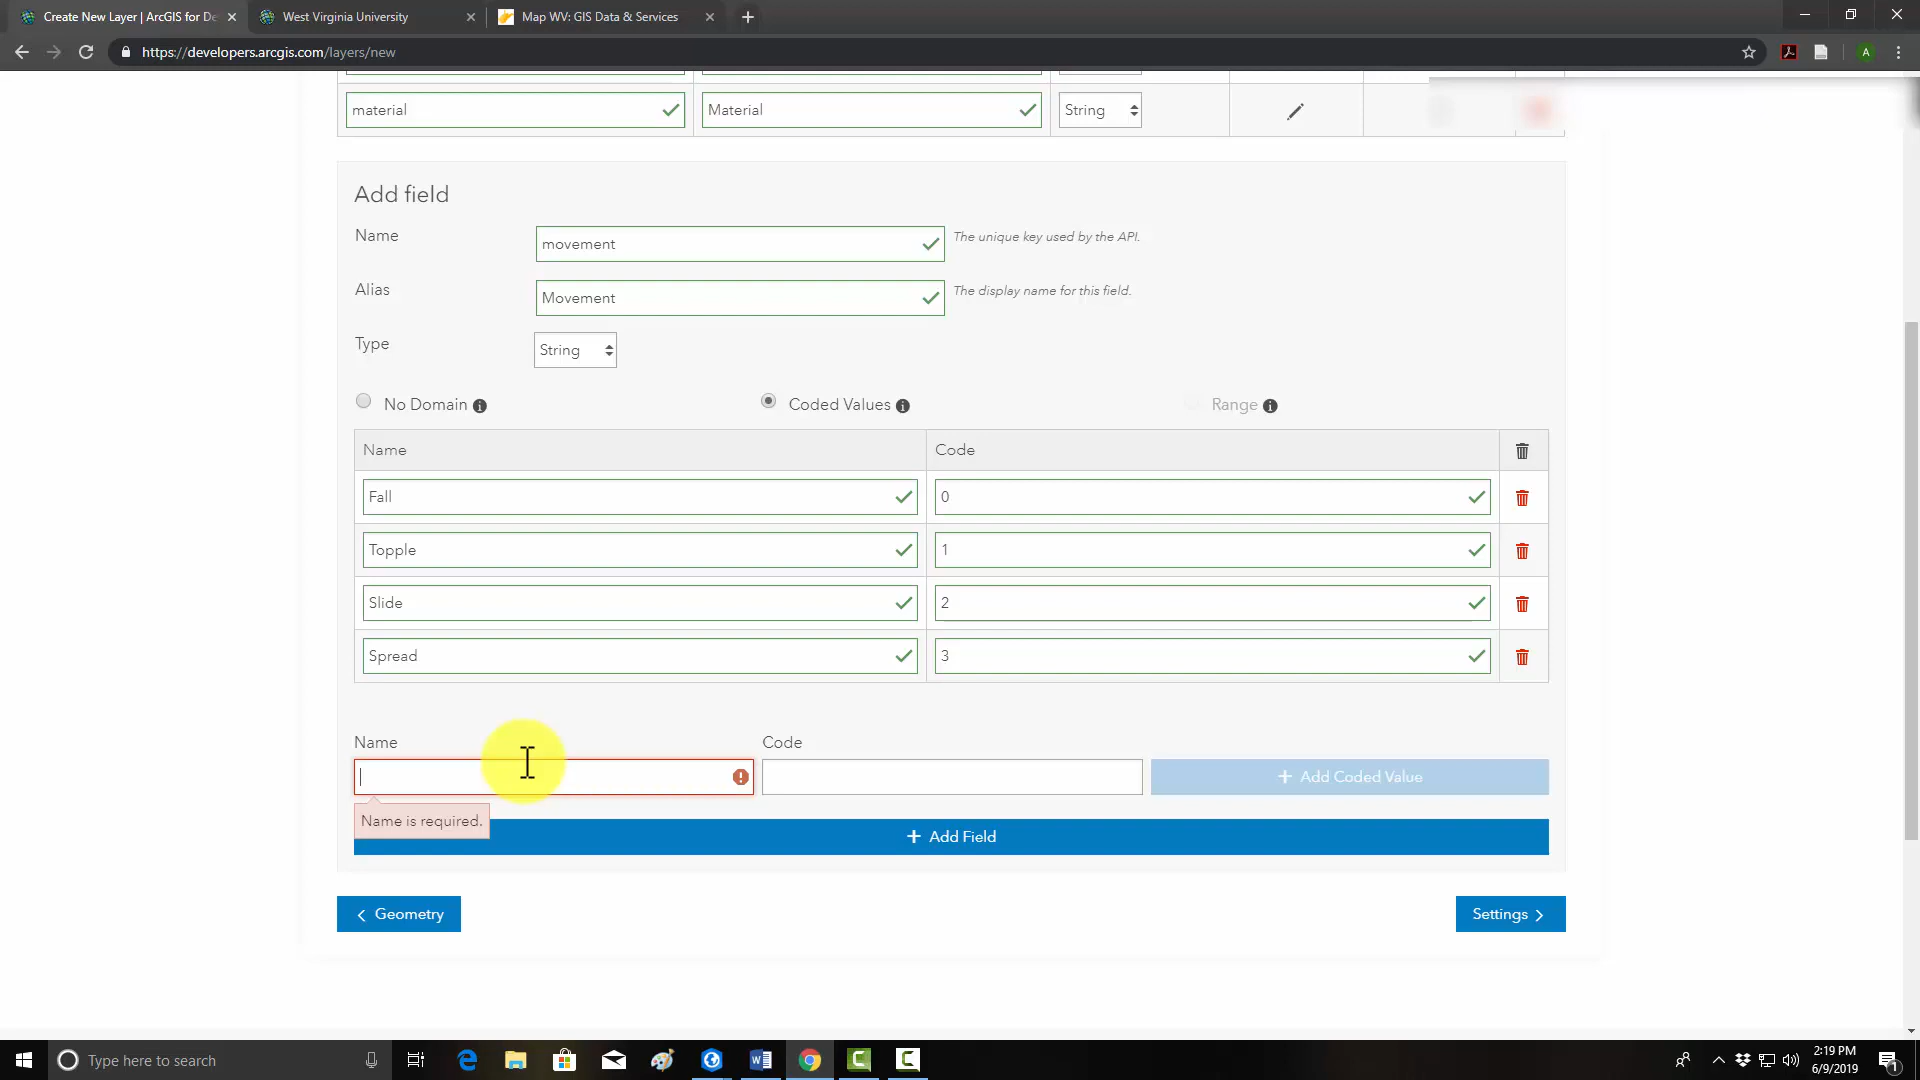 Create New Layer | ArcGIS for De
West Virginia University
Map WV: GIS Data & Services
https://developers.arcgis.com/layers/new
A
material
Material
String
Add field
Name
movement
The unique key used by the API.
Alias
Movement
The display name for this field.
Type
String
No Domain
Coded Values
Range
Name
Code
Fall
0
Topple
1
Slide
2
Spread
3
Name
Code
+ Add Coded Value
Name is required.
+ Add Field
Geometry
Settings
Type here to search
2:19 PM
6/9/2019
1